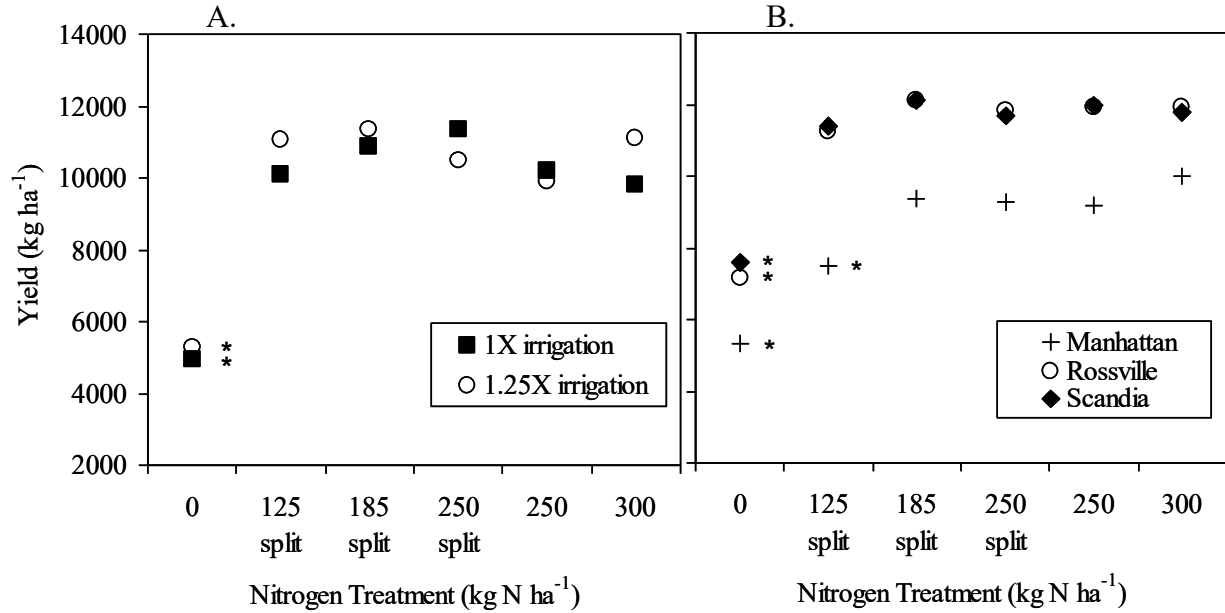 A.
B.
14000
12000
10000
8000
6000
4000
2000
Yield (kg ha⁻¹)
*
*
1X irrigation
1.25X irrigation
*
*
*
*
Manhattan
Rossville
Scandia
0 125 185 250 250 300
split split split
0 125 185 250 250 300
split split split
Nitrogen Treatment (kg N ha⁻¹)
Nitrogen Treatment (kg N ha⁻¹)